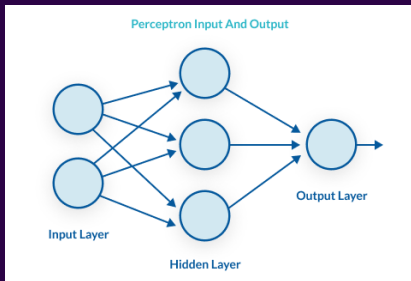 Perceptron Input And Output
Output Layer
Input Layer
Hidden Layer